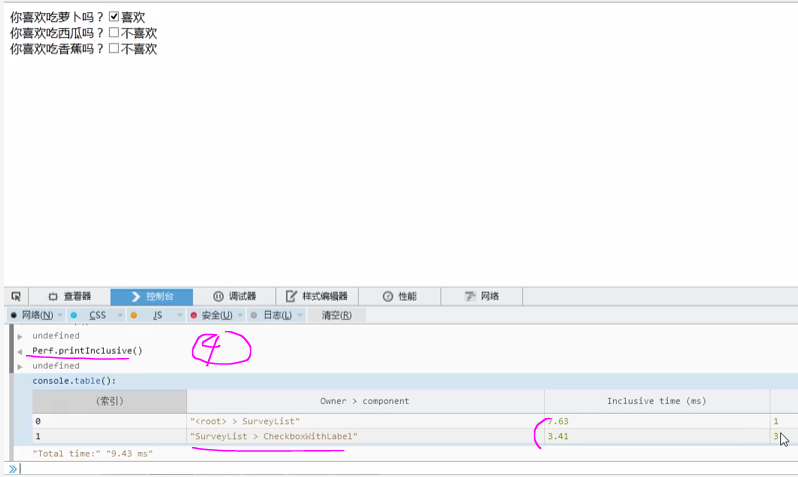 你喜欢吃萝卜吗？喜欢
你喜欢吃西瓜吗？不喜欢
你喜欢吃香蕉吗？不喜欢
查看器 控制台 调试器 样式编辑器 性能 网络
网络(N) CSS JS 安全(U) 日志(L) 清空(R)
undefined
Perf.printInclusive()
4
undefined
console.table():
(索引) Owner > component Inclusive time (ms)
0 "<root> > SurveyList" 7.63 1
1 "SurveyList > CheckboxWithLabel" 3.41 3
"Total time:" "9.43 ms"